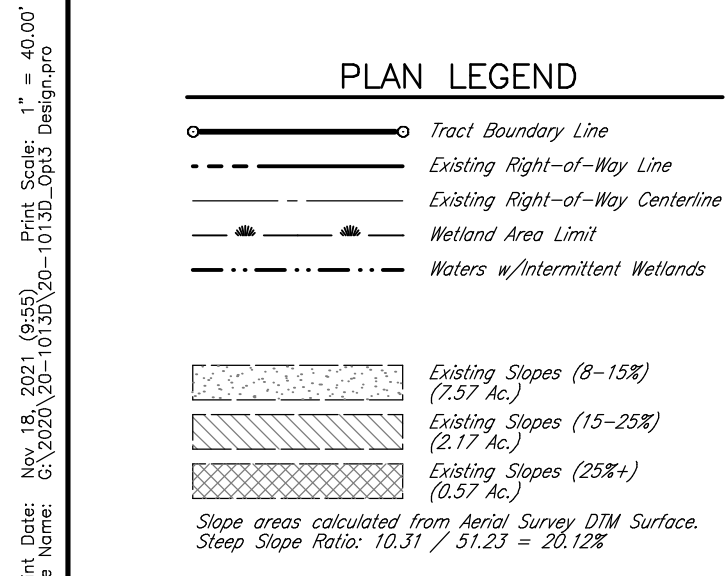 PLAN LEGEND
Tract Boundary Line
Existing Right-of-Way Line
Existing Right-of-Way Centerline
Wetland Area Limit
Waters w/Intermittent Wetlands
Existing Slopes (8-15%)
(7.57 Ac.)
Existing Slopes (15-25%)
(2.17 Ac.)
Existing Slopes (25%+)
(0.57 Ac.)
Slope areas calculated from Aerial Survey DTM Surface.
Steep Slope Ratio: 10.31 / 51.23 = 20.12%
Date: Nov 18, 2021 (9:55) Print Scale: 1" = 40.00'
Name: G:\2020\20-1013D\20-1013D_Opt3 Design.pro